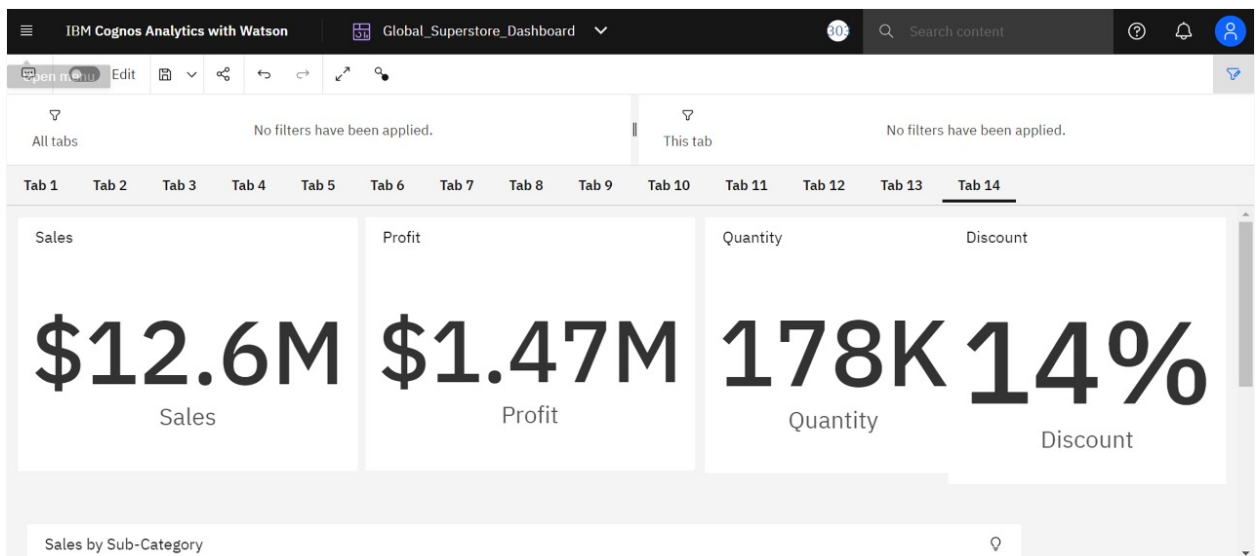 IBM Cognos Analytics with Watson
Global_Superstore_Dashboard
303
Search content
Open menu
Edit
All tabs
No filters have been applied.
This tab
No filters have been applied.
Tab 1 Tab 2 Tab 3 Tab 4 Tab 5 Tab 6 Tab 7 Tab 8 Tab 9 Tab 10 Tab 11 Tab 12 Tab 13 Tab 14
Sales
$12.6M
Sales
Profit
$1.47M
Profit
Quantity
178K
Quantity
Discount
14%
Discount
Sales by Sub-Category